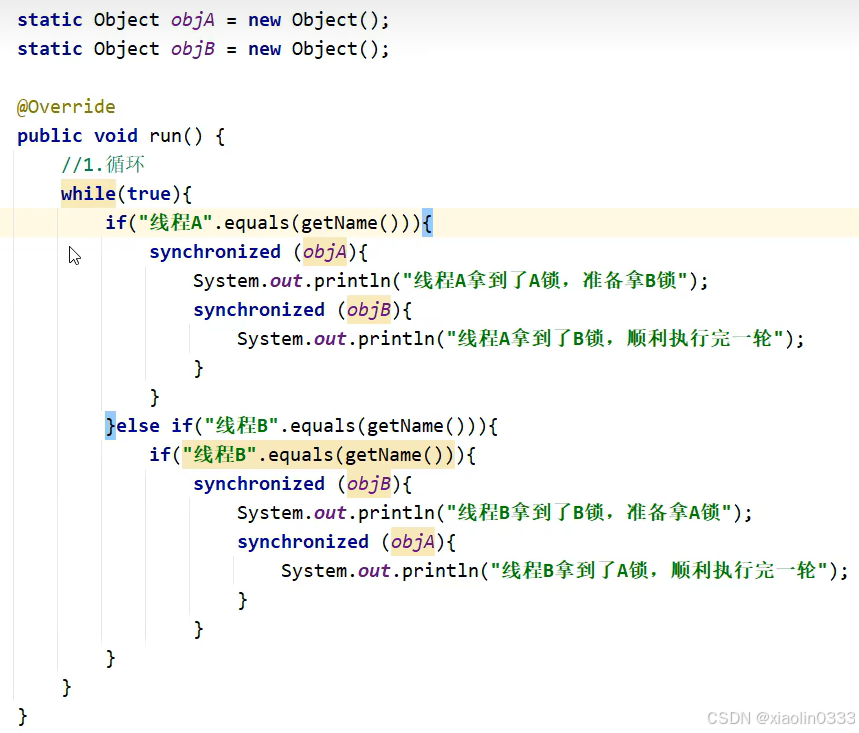 static Object objA = new Object();
static Object objB = new Object();
@Override
public void run() {
//1.循环
while(true){
if("线程A".equals(getName())){
synchronized (objA){
System.out.println("线程A拿到了A锁，准备拿B锁");
synchronized (objB){
System.out.println("线程A拿到了B锁，顺利执行完一轮");
}
}
}else if("线程B".equals(getName())){
if("线程B".equals(getName())){
synchronized (objB){
System.out.println("线程B拿到了B锁，准备拿A锁");
synchronized (objA){
System.out.println("线程B拿到了A锁，顺利执行完一轮");
}
}
}
}
}
CSDN @xiaolin0333